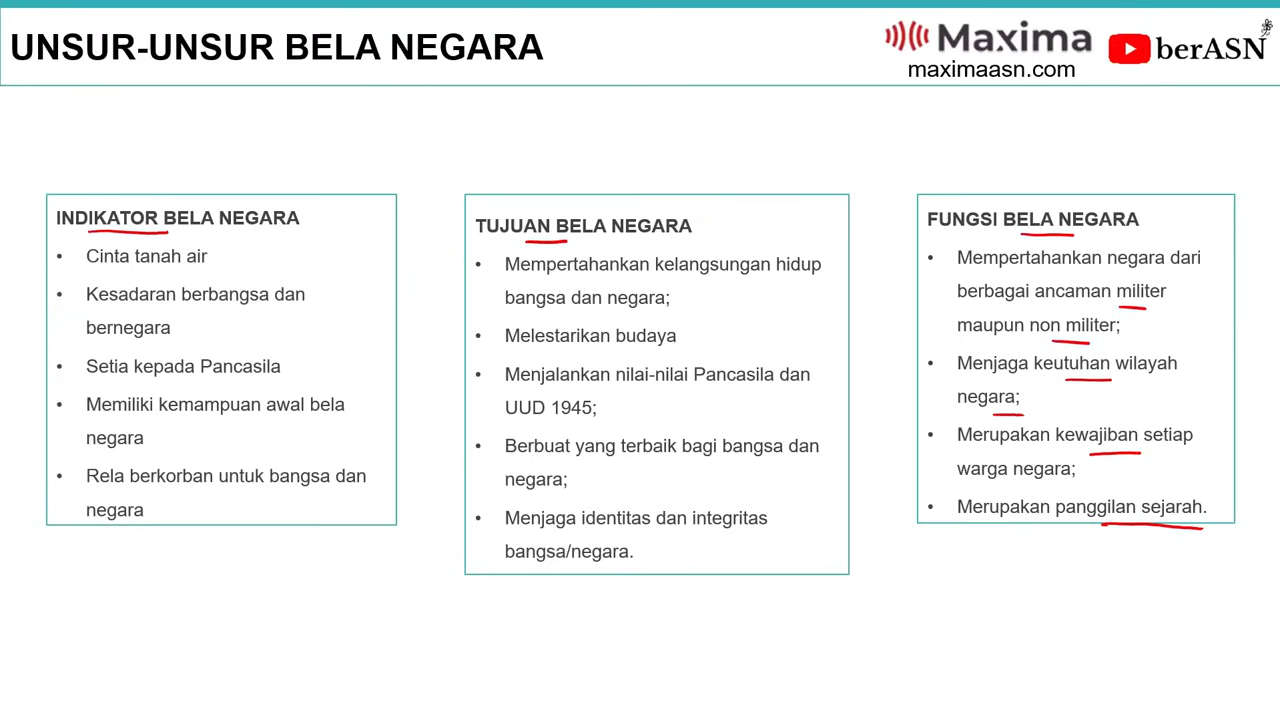 UNSUR-UNSUR BELA NEGARA
Maxima
maximaasn.com
berASN
INDIKATOR BELA NEGARA
• Cinta tanah air
• Kesadaran berbangsa dan
bernegara
• Setia kepada Pancasila
• Memiliki kemampuan awal bela
negara
• Rela berkorban untuk bangsa dan
negara
TUJUAN BELA NEGARA
• Mempertahankan kelangsungan hidup
bangsa dan negara;
• Melestarikan budaya
• Menjalankan nilai-nilai Pancasila dan
UUD 1945;
• Berbuat yang terbaik bagi bangsa dan
negara;
• Menjaga identitas dan integritas
bangsa/negara.
FUNGSI BELA NEGARA
• Mempertahankan negara dari
berbagai ancaman militer
maupun non militer;
• Menjaga keutuhan wilayah
negara;
• Merupakan kewajiban setiap
warga negara;
• Merupakan panggilan sejarah.